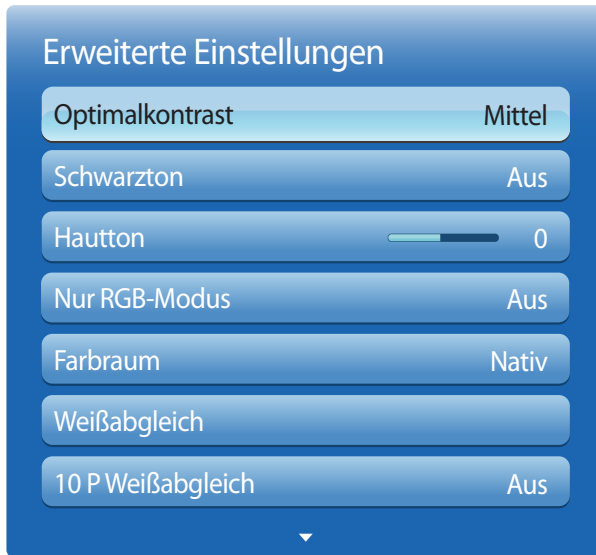 Erweiterte Einstellungen
Optimalkontrast Mittel
Schwarzton Aus
Hautton 0
Nur RGB-Modus Aus
Farbraum Nativ
Weißabgleich
10 P Weißabgleich Aus